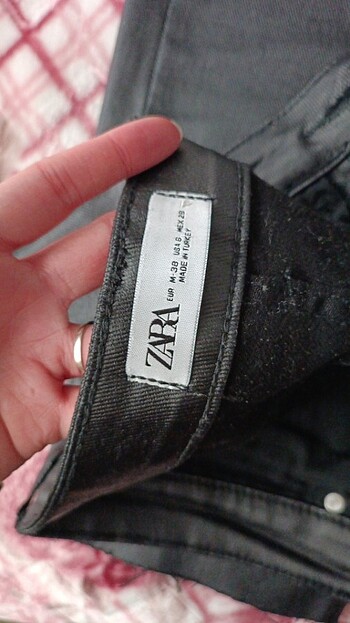 ZARA
EUR M-38 USA 6 MEX 28
MADE IN TURKEY